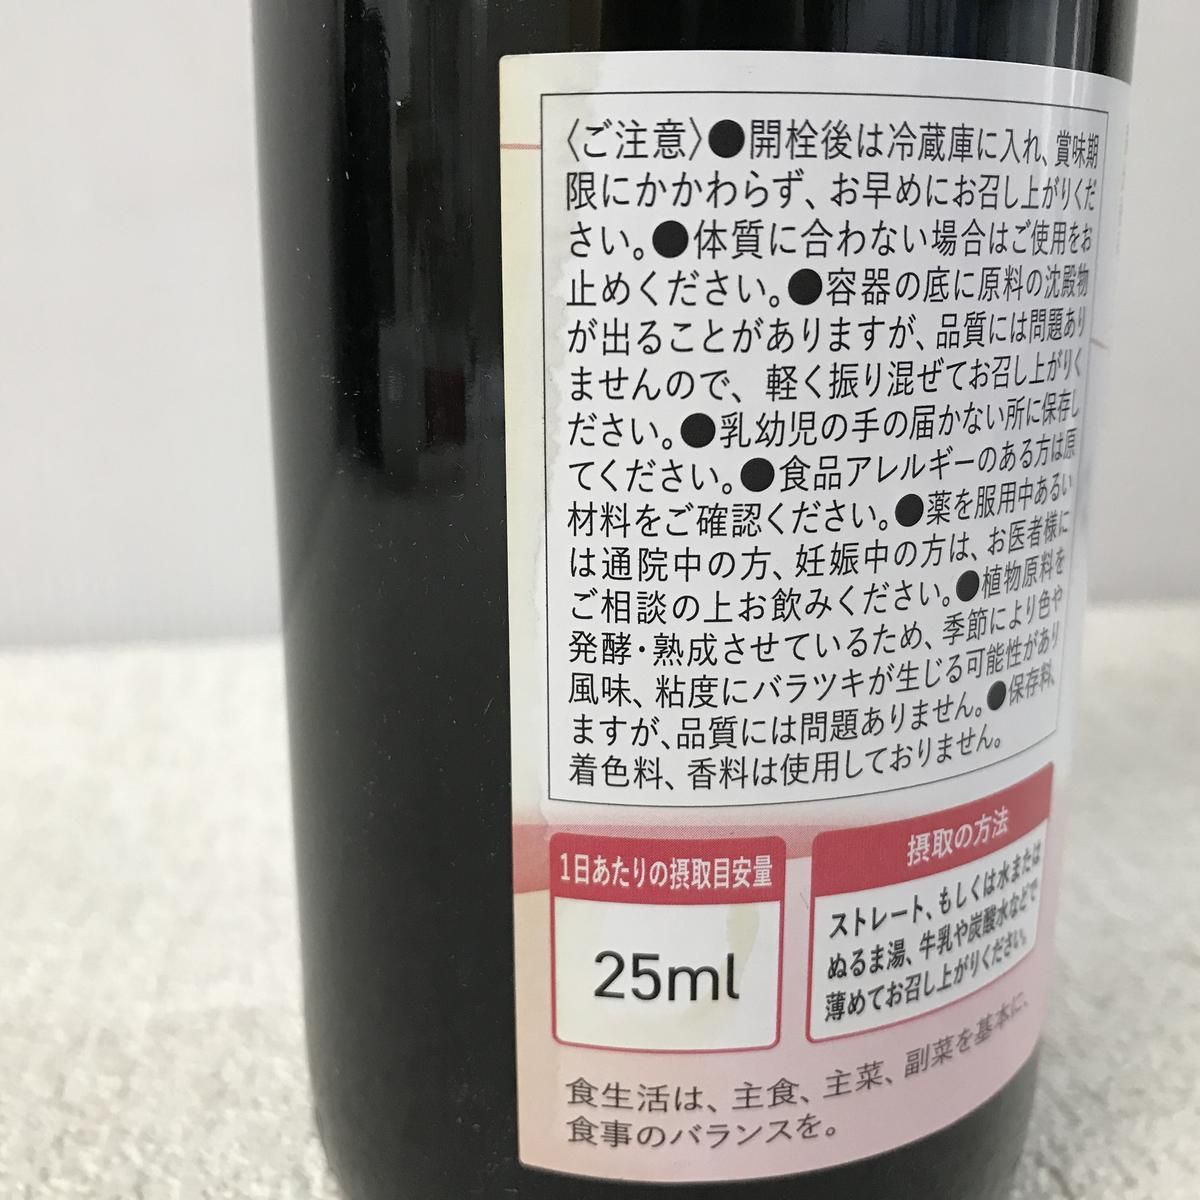 〈ご注意〉●開栓後は冷蔵庫に入れ、賞味期
限にかかわらず、お早めにお召し上がりくだ
さい。●体質に合わない場合はご使用をお
止めください。●容器の底に原料の沈殿物
が出ることがありますが、品質には問題あり
ませんので、軽く振り混ぜてお召し上がりく
ださい。●乳幼児の手の届かない所に保存し
てください。●食品アレルギーのある方は原
材料をご確認ください。●薬を服用中あるい
は通院中の方、妊娠中の方は、お医者様に
ご相談の上お飲みください。●植物原料を
発酵・熟成させているため、季節により色や
風味、粘度にバラツキが生じる可能性があり
ますが、品質には問題ありません。●保存料、
着色料、香料は使用しておりません。
1日あたりの摂取目安量
25ml
摂取の方法
ストレート、もしくは水または
ぬるま湯、牛乳や炭酸水などで
薄めてお召し上がりください。
食生活は、主食、主菜、副菜を基本に、
食事のバランスを。